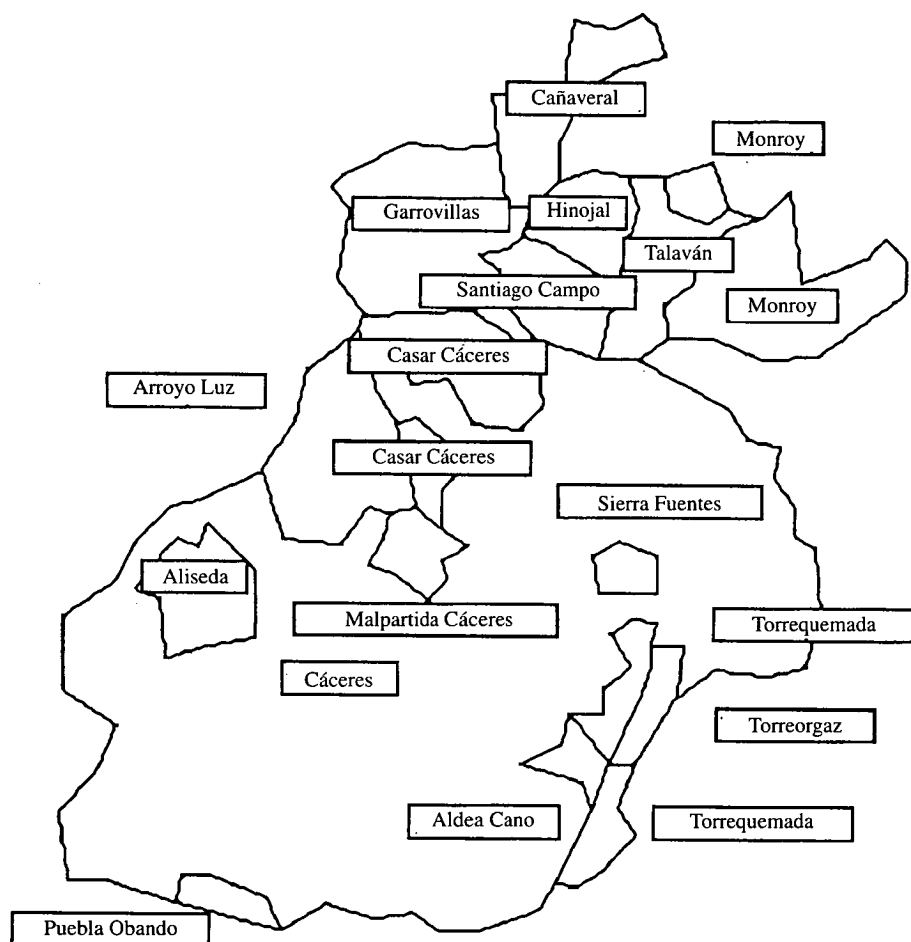 Cañaveral
Monroy
Garrovillas
Hinojal
Talaván
Santiago Campo
Monroy
Casar Cáceres
Arroyo Luz
Casar Cáceres
Sierra Fuentes
Aliseda
Malpartida Cáceres
Torrequemada
Cáceres
Torreorgaz
Aldea Cano
Torrequemada
Puebla Obando